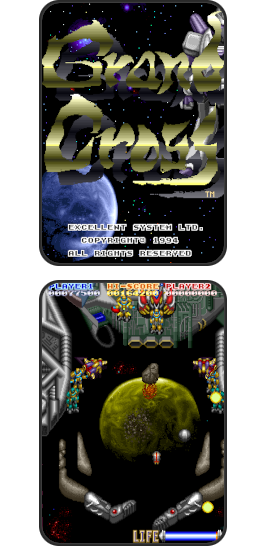 Grand
Cross
TM
EXCELLENT SYSTEM LTD.
COPYRIGHT© 1994
ALL RIGHTS RESERVED
PLAYER1 HI-SCORE PLAYER2
LIFE